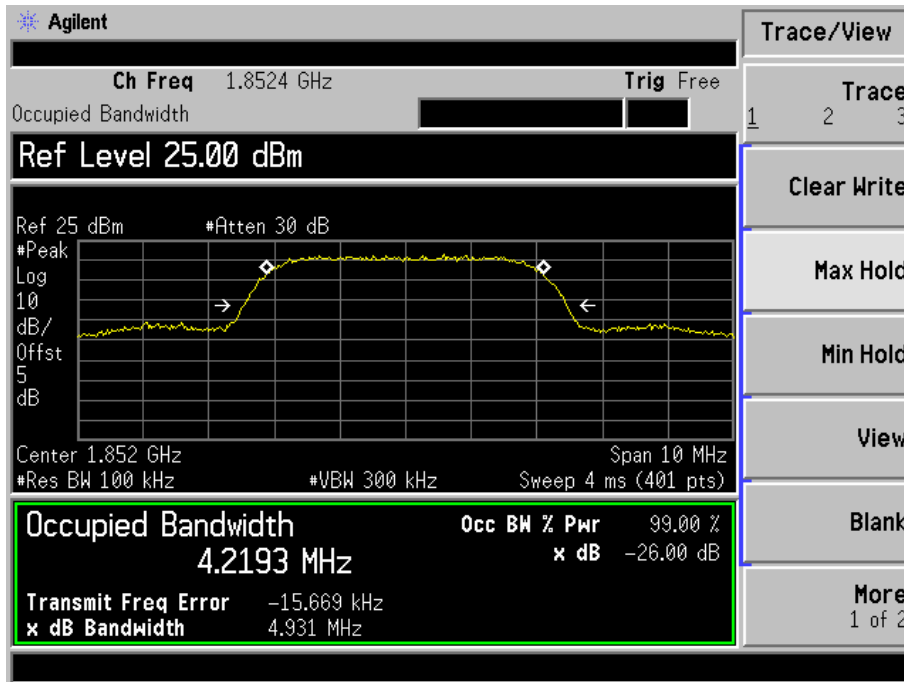 Agilent
Trace/View
Ch Freq 1.8524 GHz Trig Free
Occupied Bandwidth
Trace
1 2 3
Ref Level 25.00 dBm
Clear Write
Ref 25 dBm #Atten 30 dB
#Peak
Log
10
dB/
Offst
5
dB
Max Hold
Min Hold
Center 1.852 GHz Span 10 MHz
#Res BW 100 kHz #VBW 300 kHz Sweep 4 ms (401 pts)
View
Occupied Bandwidth Occ BW % Pwr 99.00 %
4.2193 MHz x dB -26.00 dB
Blank
Transmit Freq Error -15.669 kHz
x dB Bandwidth 4.931 MHz
More
1 of 2